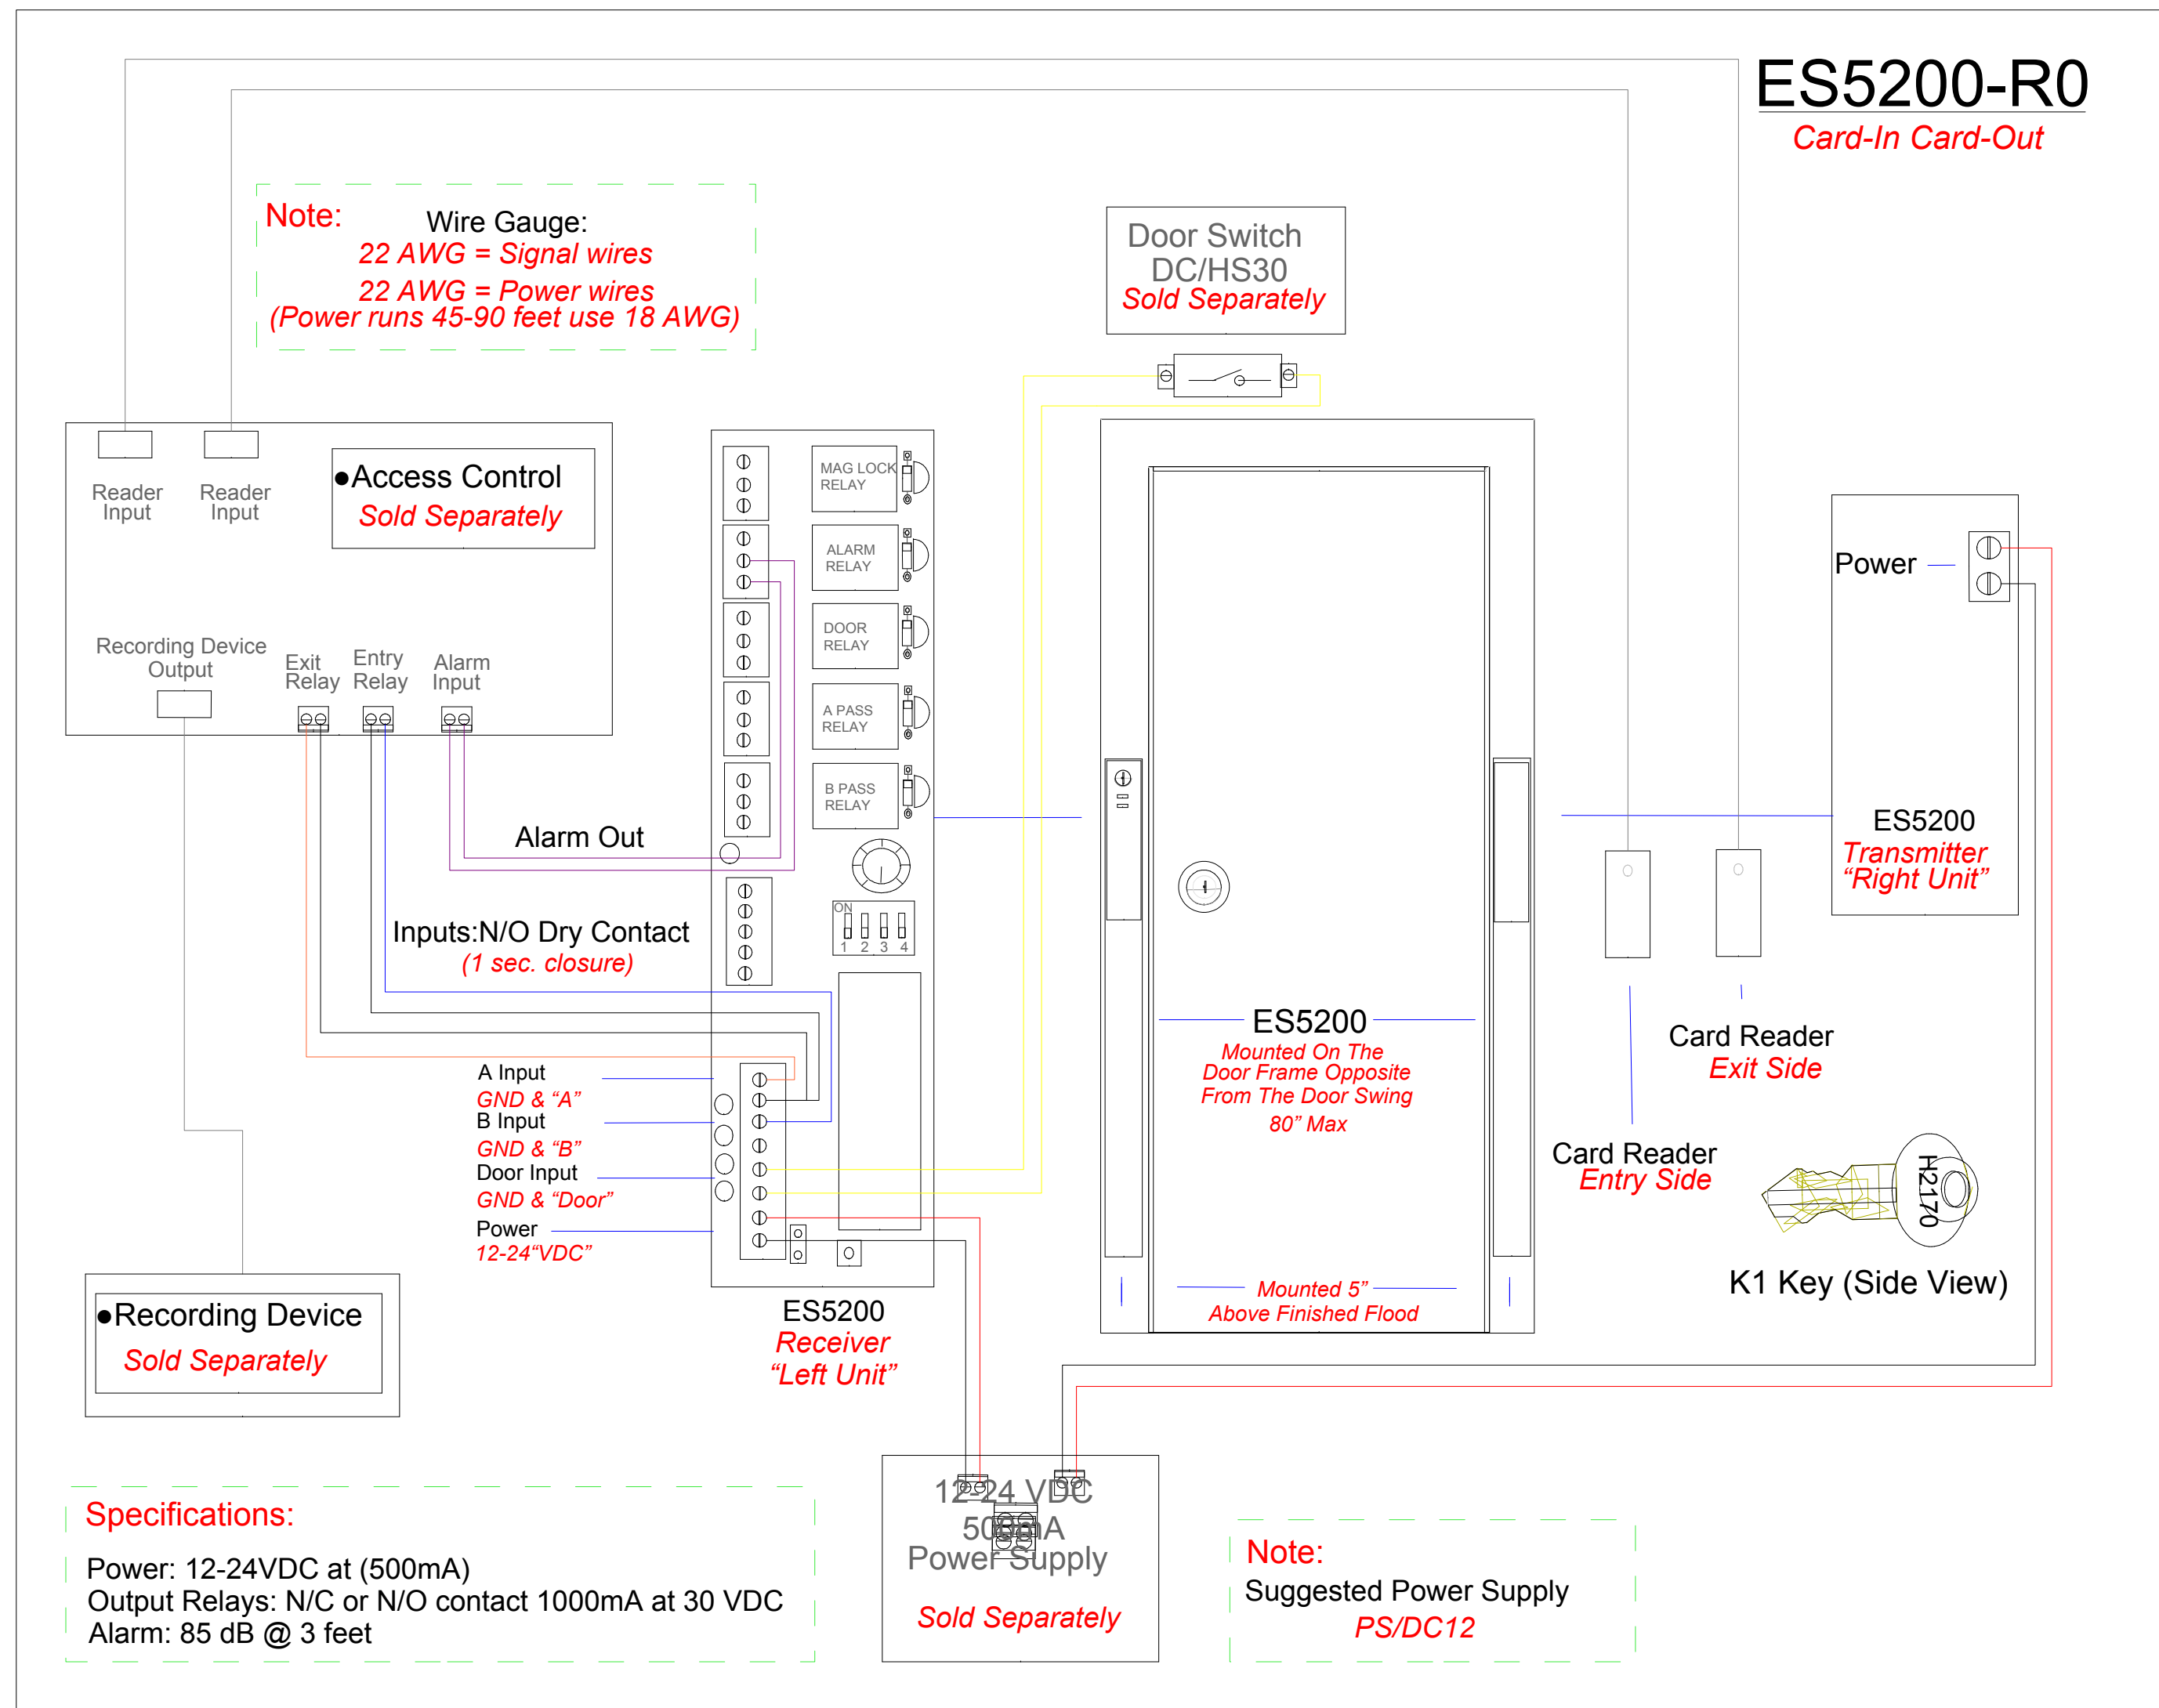 ES5200-R0
Card-In Card-Out
Note:
Wire Gauge:
22 AWG = Signal wires
22 AWG = Power wires
(Power runs 45-90 feet use 18 AWG)
Door Switch
DC/HS30
Sold Separately
Reader
Input
Reader
Input
●Access Control
Sold Separately
Recording Device
Output
Exit
Relay
Entry
Relay
Alarm
Input
MAG LOCK
RELAY
ALARM
RELAY
DOOR
RELAY
A PASS
RELAY
B PASS
RELAY
ON
1 2 3 4
Alarm Out
Inputs:N/O Dry Contact
(1 sec. closure)
A Input
GND & “A”
B Input
GND & “B”
Door Input
GND & “Door”
Power
12-24“VDC”
ES5200
Receiver
“Left Unit”
ES5200
Mounted On The
Door Frame Opposite
From The Door Swing
80” Max
Mounted 5”
Above Finished Flood
Power
ES5200
Transmitter
“Right Unit”
Card Reader
Exit Side
Card Reader
Entry Side
H2170
K1 Key (Side View)
●Recording Device
Sold Separately
Specifications:
Power: 12-24VDC at (500mA)
Output Relays: N/C or N/O contact 1000mA at 30 VDC
Alarm: 85 dB @ 3 feet
12-24 VDC
500mA
Power Supply
Sold Separately
Note:
Suggested Power Supply
PS/DC12